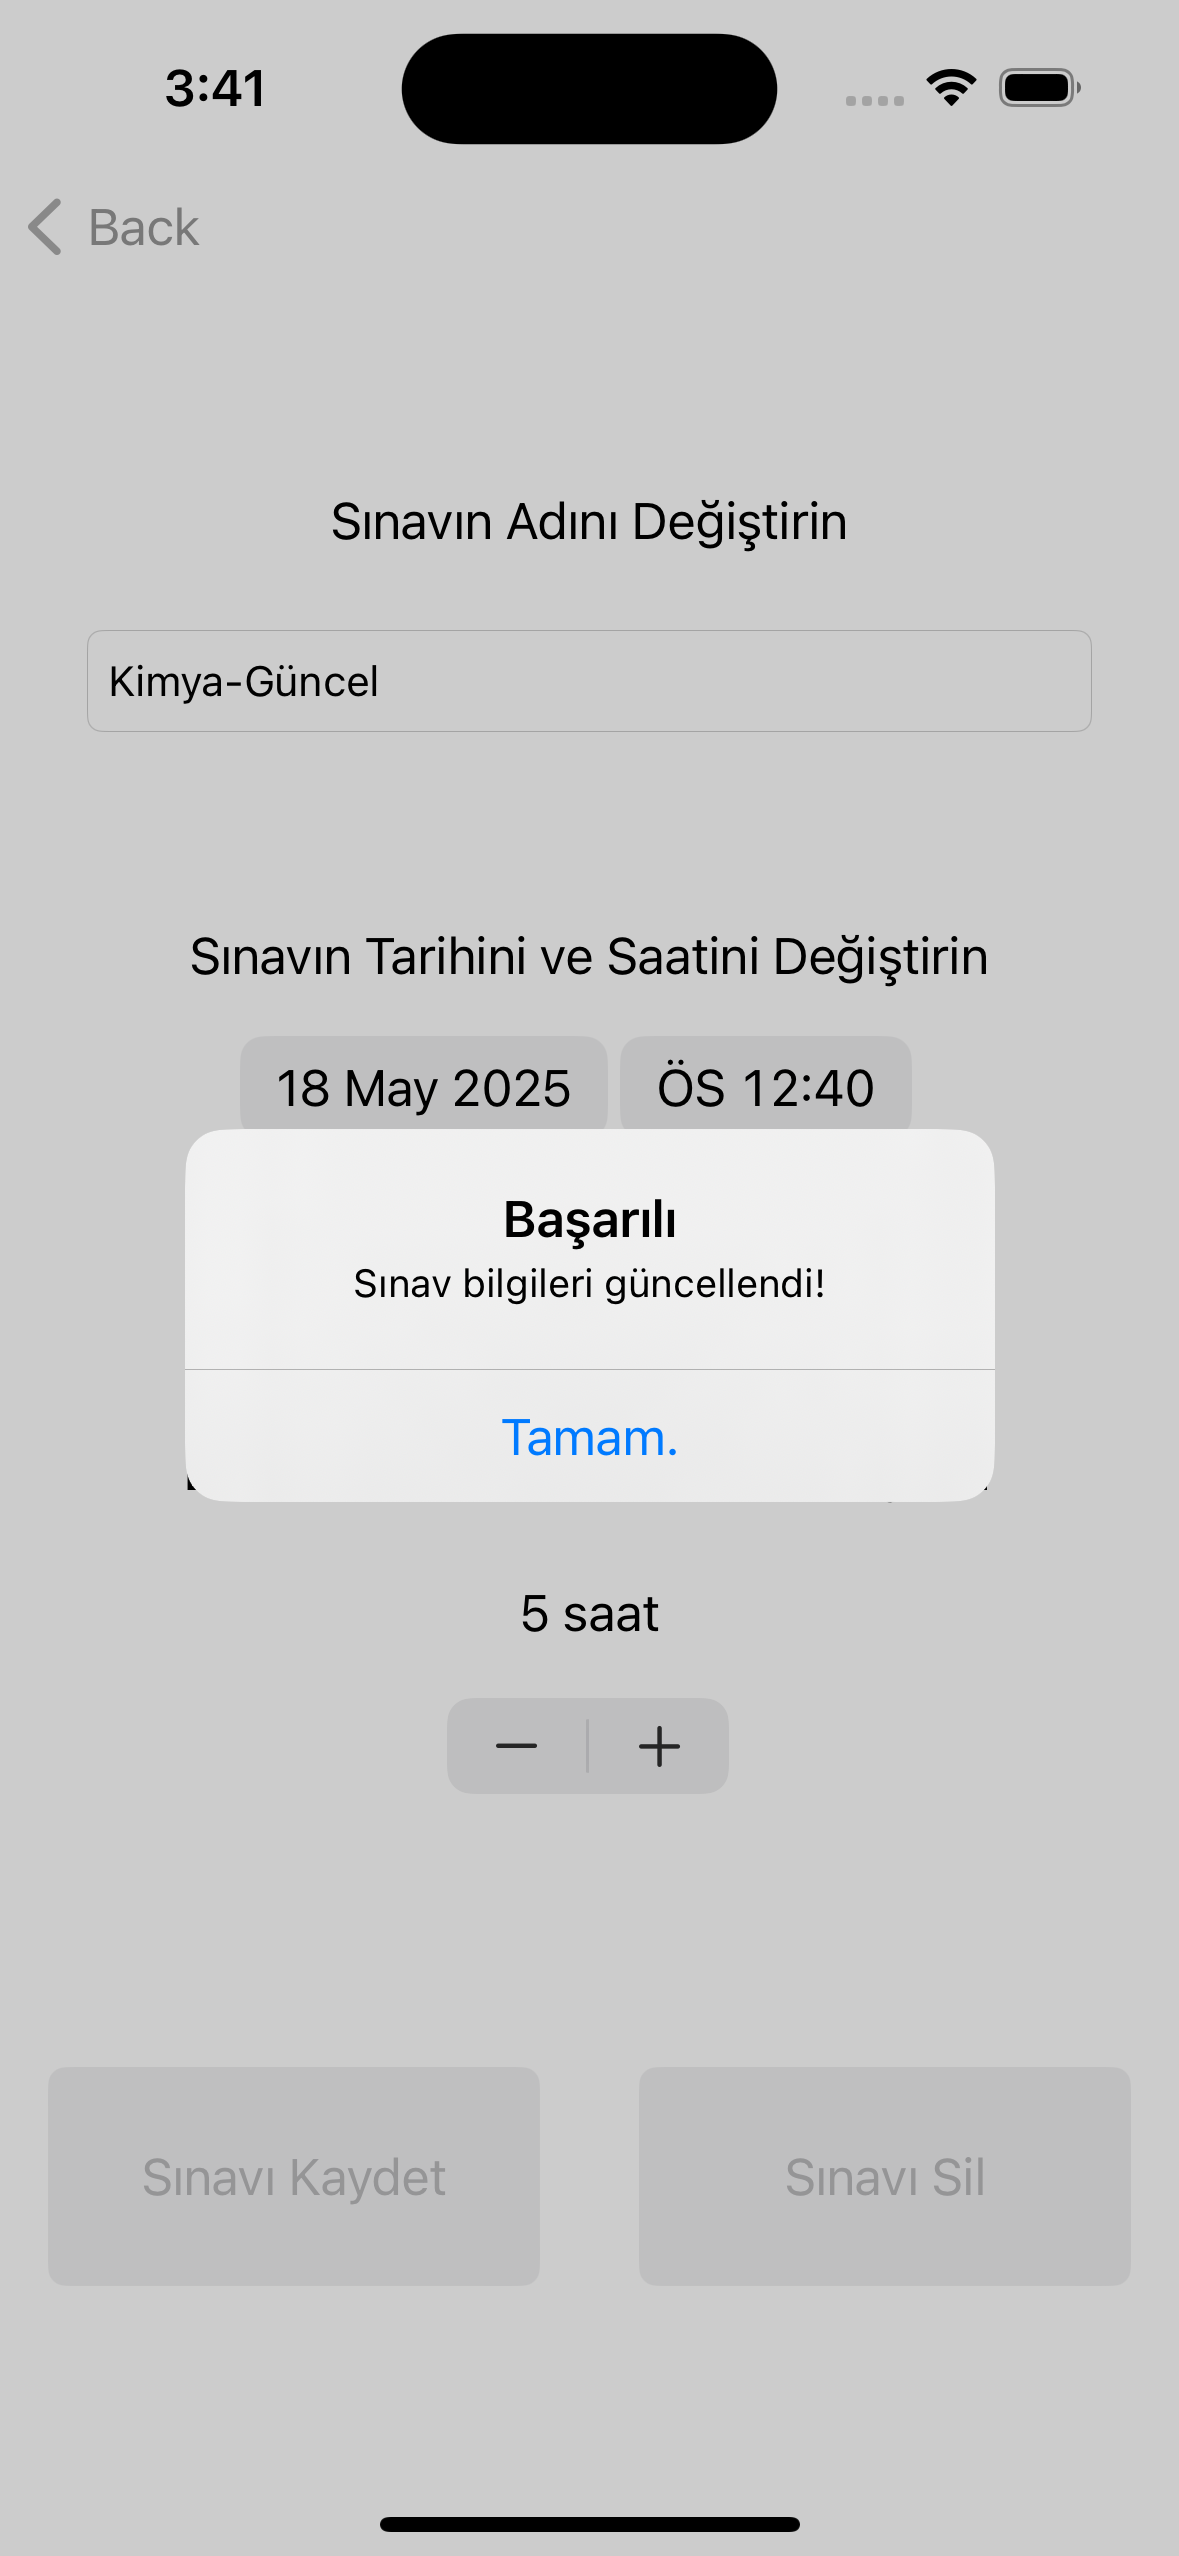 3:41
Back
Sınavın Adını Değiştirin
Kimya-Güncel
Sınavın Tarihini ve Saatini Değiştirin
18 May 2025 ÖS 12:40
Başarılı
Sınav bilgileri güncellendi!
Tamam.
5 saat
Sınavı Kaydet Sınavı Sil